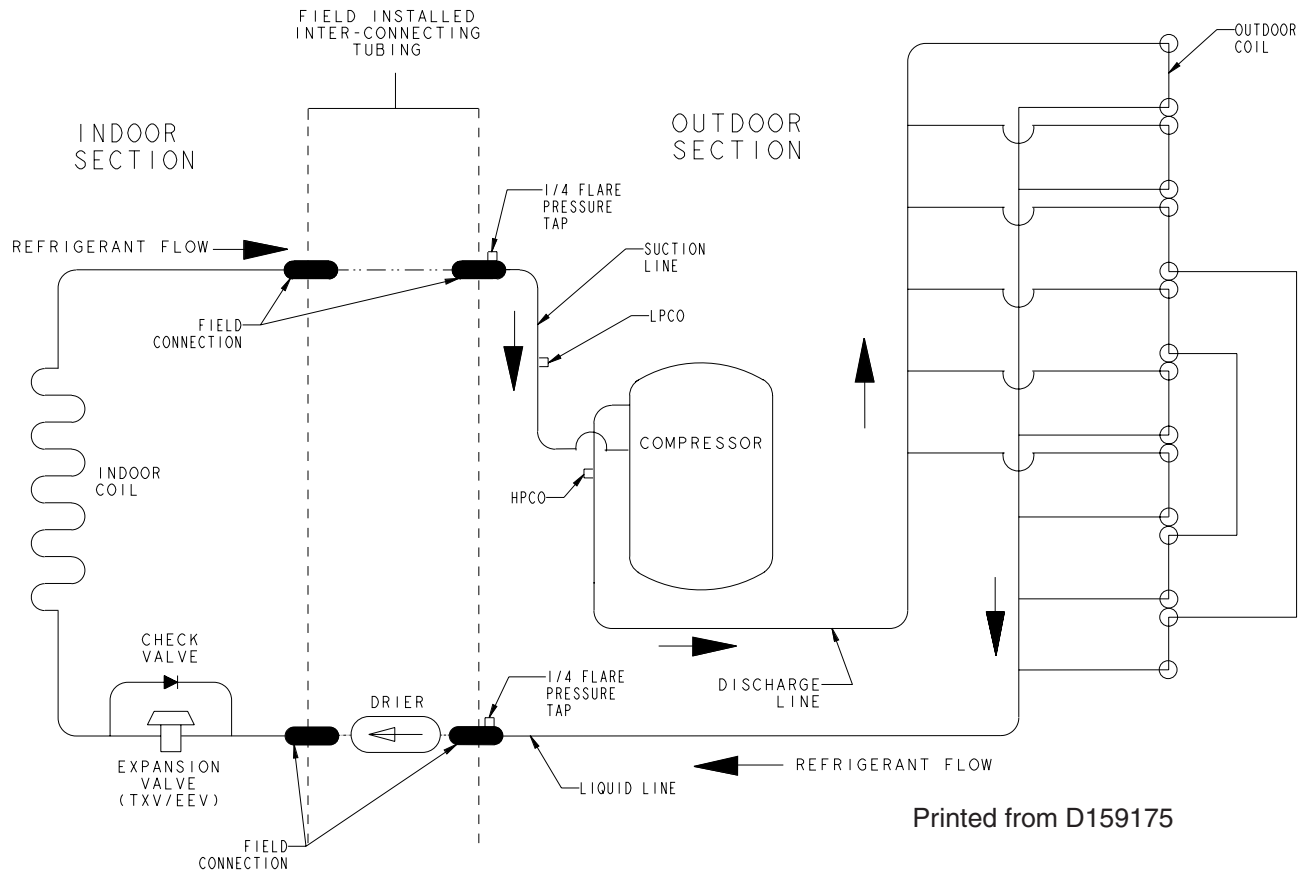 FIELD INSTALLED
INTER-CONNECTING
TUBING
OUTDOOR
COIL
INDOOR
SECTION
OUTDOOR
SECTION
1/4 FLARE
PRESSURE
TAP
REFRIGERANT FLOW
SUCTION
LINE
FIELD
CONNECTION
LPCO
COMPRESSOR
INDOOR
COIL
HPCO
CHECK
VALVE
1/4 FLARE
PRESSURE
TAP
DRIER
DISCHARGE
LINE
EXPANSION
VALVE
(TXV/EEV)
LIQUID LINE
REFRIGERANT FLOW
Printed from D159175
FIELD
CONNECTION